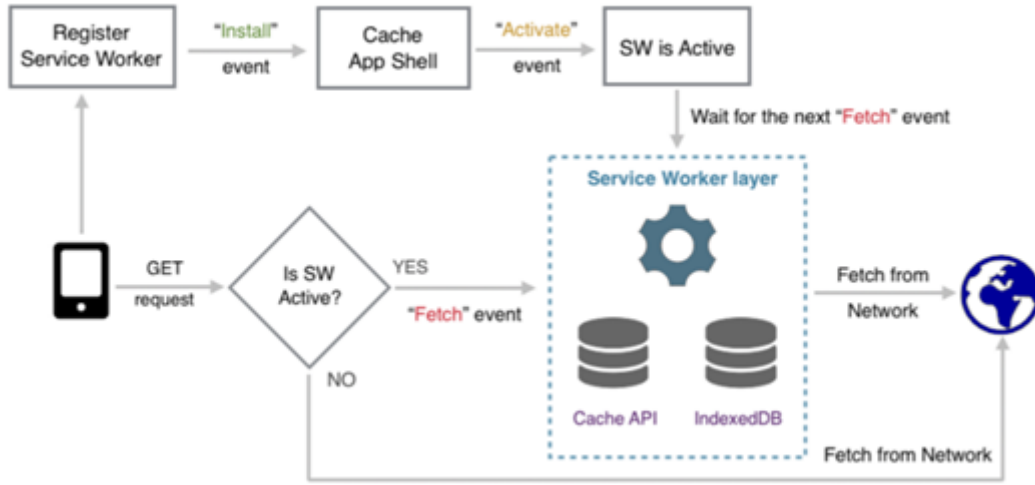 Register
Service Worker
“Install”
event
Cache
App Shell
“Activate”
event
SW is Active
Wait for the next “Fetch” event
Service Worker layer
GET
request
Is SW
Active?
YES
“Fetch” event
NO
Cache API
IndexedDB
Fetch from
Network
Fetch from Network